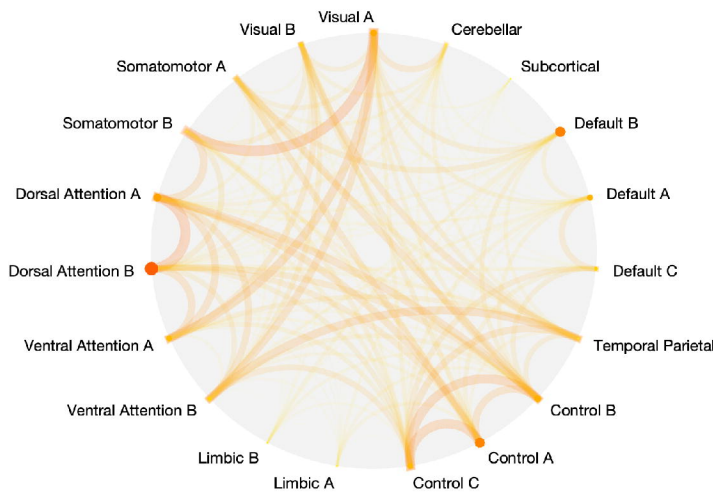 Visual A
Visual B
Cerebellar
Somatomotor A
Subcortical
Somatomotor B
Default B
Dorsal Attention A
Default A
Dorsal Attention B
Default C
Ventral Attention A
Temporal Parietal
Ventral Attention B
Control B
Limbic B
Control A
Limbic A
Control C